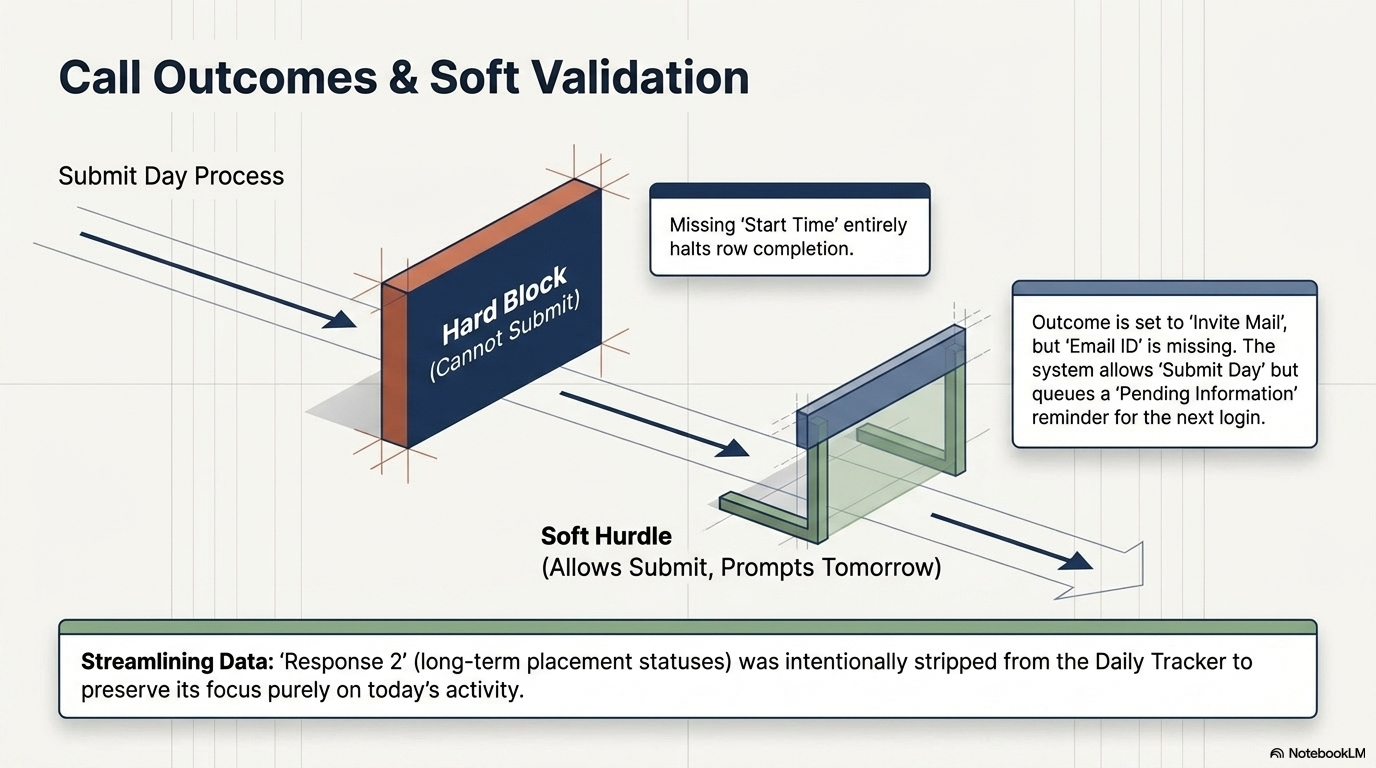 Call Outcomes & Soft Validation
Submit Day Process
Hard Block
(Cannot Submit)
Missing ‘Start Time’ entirely
halts row completion.
Outcome is set to ‘Invite Mail’,
but ‘Email ID’ is missing. The
system allows ‘Submit Day’ but
queues a ‘Pending Information’
reminder for the next login.
Soft Hurdle
(Allows Submit, Prompts Tomorrow)
Streamlining Data: ‘Response 2’ (long-term placement statuses) was intentionally stripped from the Daily Tracker to
preserve its focus purely on today’s activity.
NotebookLM